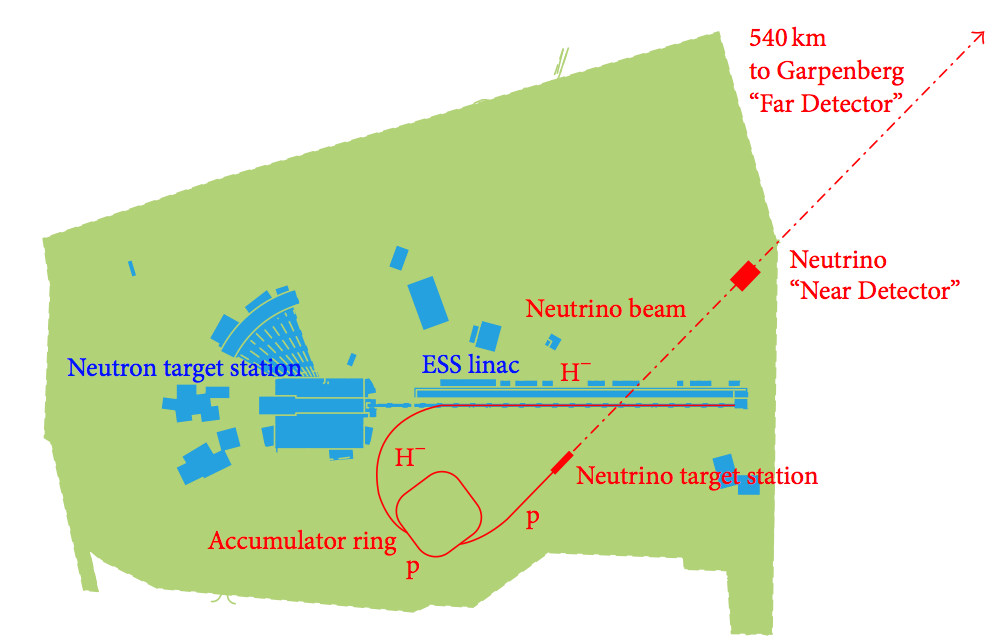 540 km
to Garpenberg
“Far Detector”
Neutrino
“Near Detector”
Neutrino beam
Neutron target station
ESS linac
H⁻
H⁻
Neutrino target station
p
Accumulator ring
p